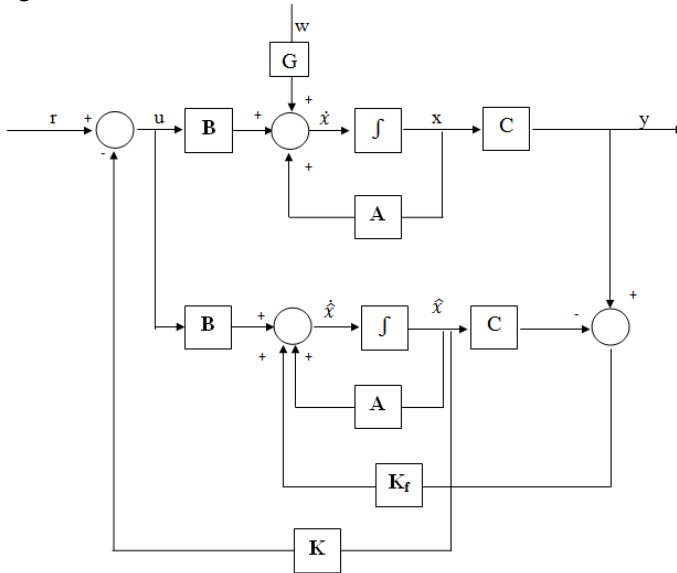 w
G
+
r + u B + ẋ ∫ x C y
-
+
A
B + x̂̇ ∫ x̂ C - +
+ +
A
K_f
K